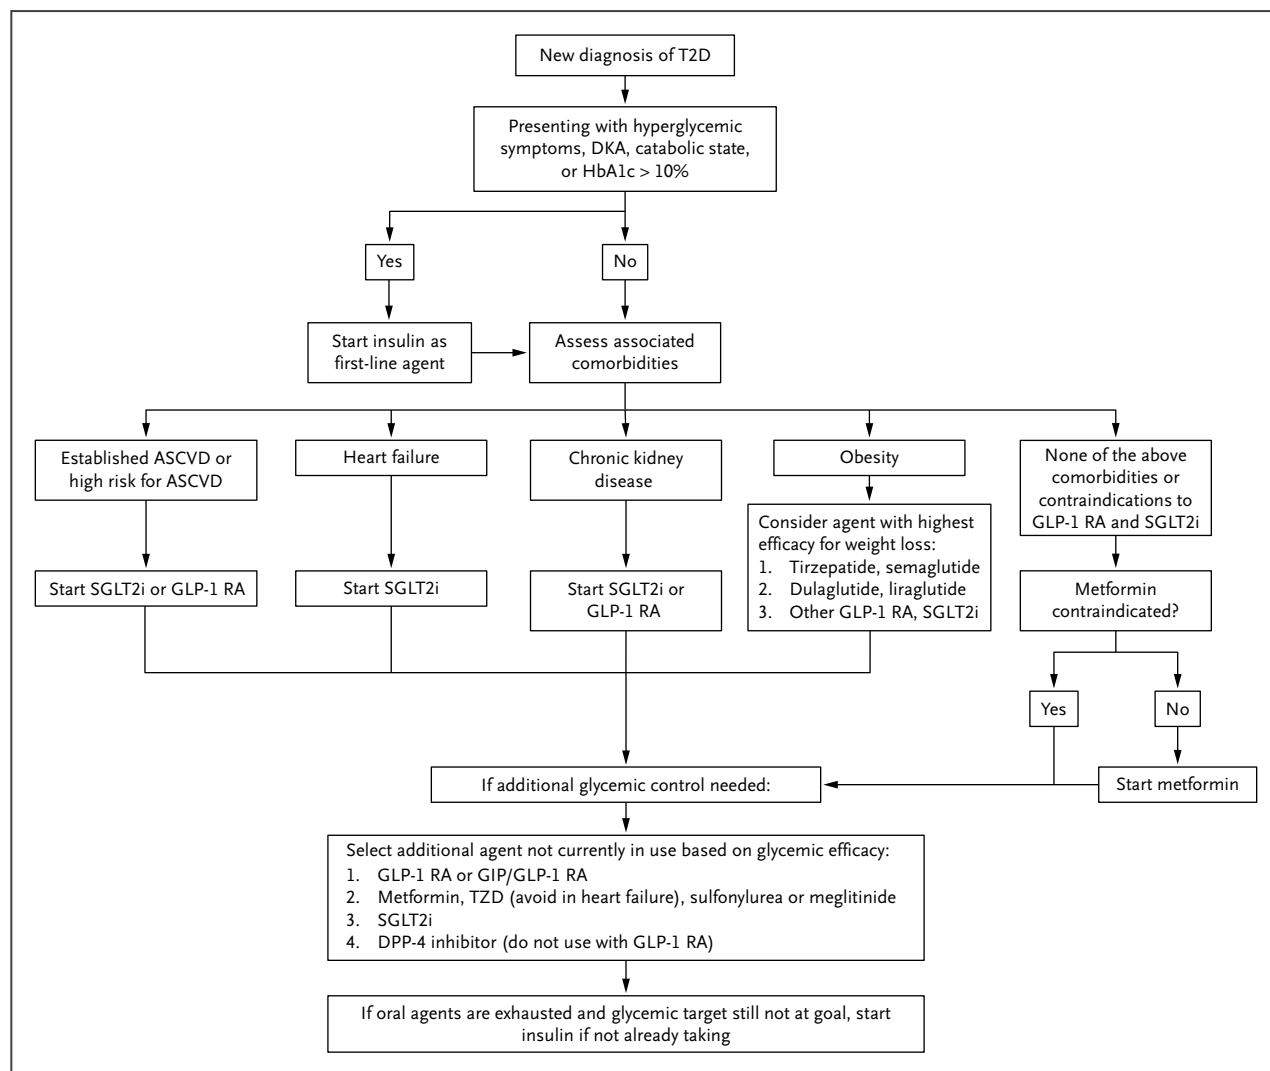 New diagnosis of T2D
Presenting with hyperglycemic
symptoms, DKA, catabolic state,
or HbA1c > 10%
Yes
No
Start insulin as
first-line agent
Assess associated
comorbidities
Established ASCVD or
high risk for ASCVD
Heart failure
Chronic kidney
disease
Obesity
None of the above
comorbidities or
contraindications to
GLP-1 RA and SGLT2i
Start SGLT2i or GLP-1 RA
Start SGLT2i
Start SGLT2i or
GLP-1 RA
Consider agent with highest
efficacy for weight loss:
1. Tirzepatide, semaglutide
2. Dulaglutide, liraglutide
3. Other GLP-1 RA, SGLT2i
Metformin
contraindicated?
Yes
No
If additional glycemic control needed:
Start metformin
Select additional agent not currently in use based on glycemic efficacy:
1. GLP-1 RA or GIP/GLP-1 RA
2. Metformin, TZD (avoid in heart failure), sulfonylurea or meglitinide
3. SGLT2i
4. DPP-4 inhibitor (do not use with GLP-1 RA)
If oral agents are exhausted and glycemic target still not at goal, start
insulin if not already taking